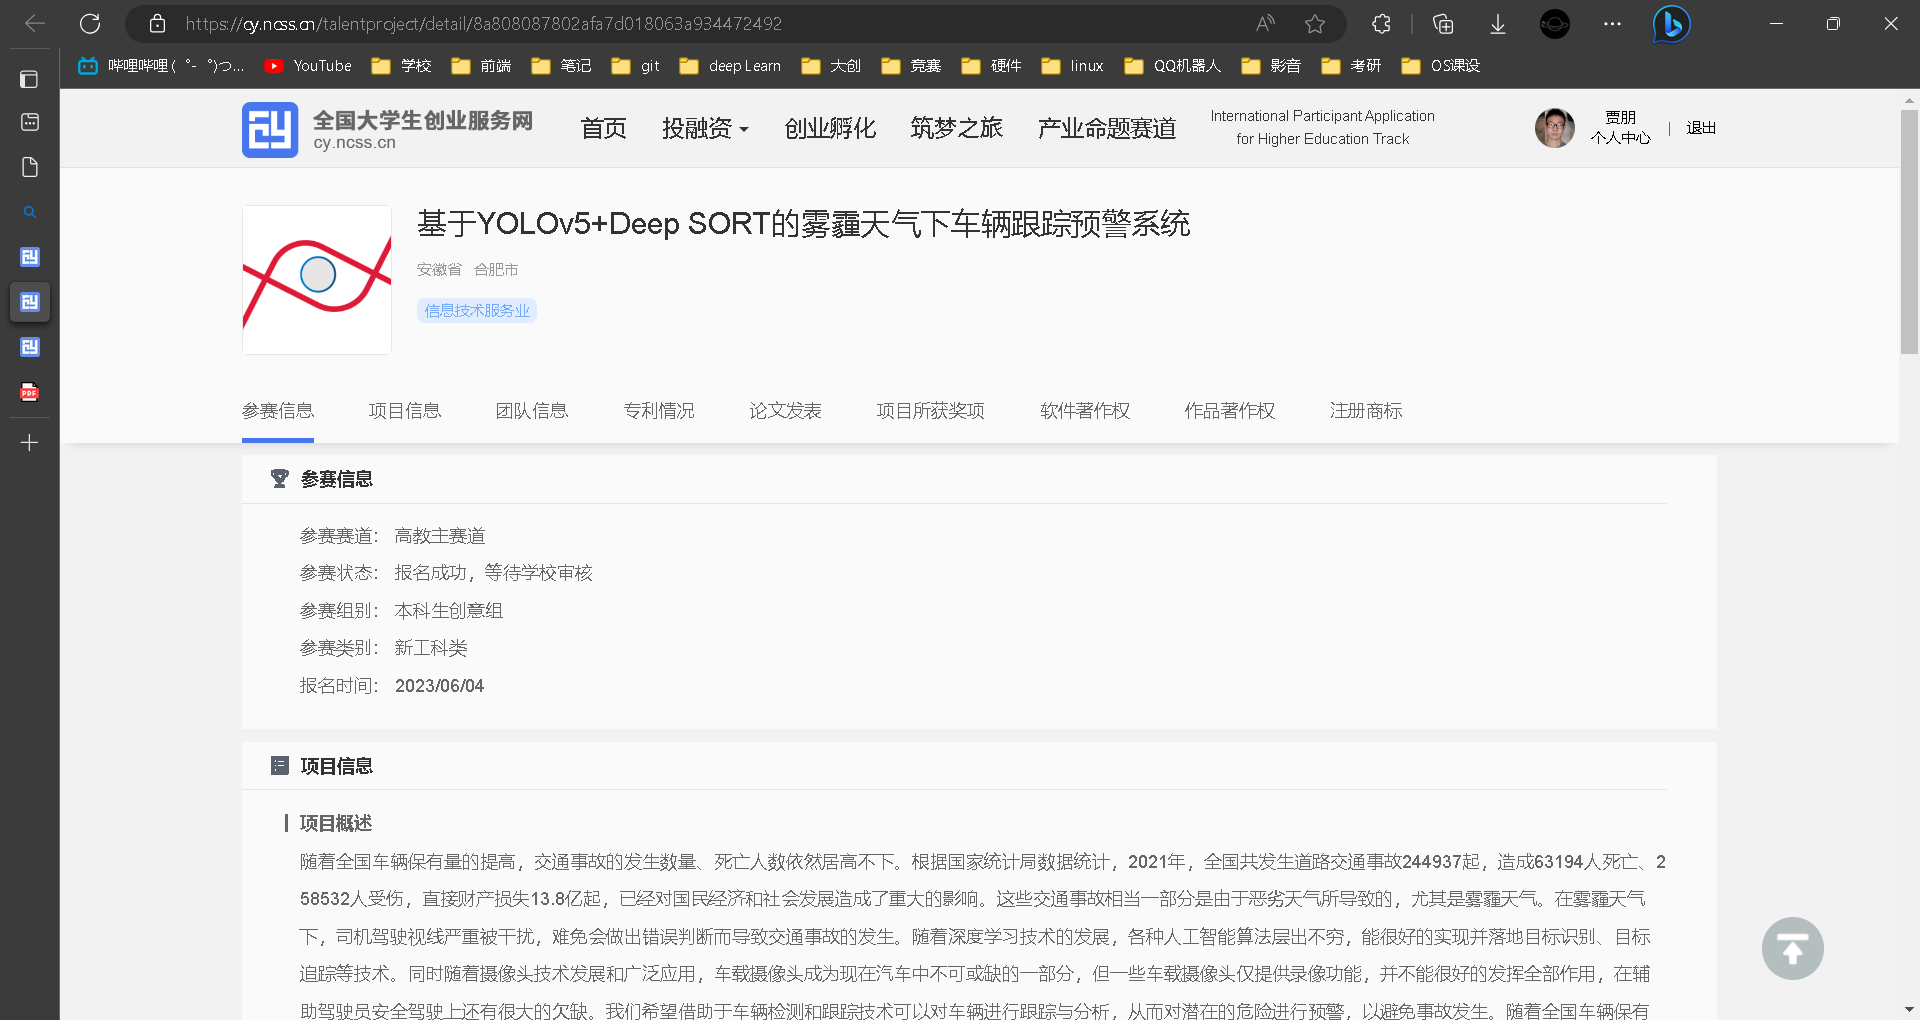 https://cy.ncss.cn/talentproject/detail/8a808087802afa7d018063a934472492
哔哩哔哩 (゜-゜)つ... YouTube 学校 前端 笔记 git deep Learn 大创 竞赛 硬件 linux QQ机器人 影音 考研 OS课设
全国大学生创业服务网
cy.ncss.cn
首页 投融资 创业孵化 筑梦之旅 产业命题赛道
International Participant Application
for Higher Education Track
贾朋
个人中心 | 退出
基于YOLOv5+Deep SORT的雾霾天气下车辆跟踪预警系统
安徽省 合肥市
信息技术服务业
参赛信息 项目信息 团队信息 专利情况 论文发表 项目所获奖项 软件著作权 作品著作权 注册商标
参赛信息
参赛赛道: 高教主赛道
参赛状态: 报名成功，等待学校审核
参赛组别: 本科生创意组
参赛类别: 新工科类
报名时间: 2023/06/04
项目信息
项目概述
随着全国车辆保有量的提高，交通事故的发生数量、死亡人数依然居高不下。根据国家统计局数据统计，2021年，全国共发生道路交通事故244937起，造成63194人死亡、2
58532人受伤，直接财产损失13.8亿起，已经对国民经济和社会发展造成了重大的影响。这些交通事故相当一部分是由于恶劣天气所导致的，尤其是雾霾天气。在雾霾天气
下，司机驾驶视线严重被干扰，难免会做出错误判断而导致交通事故的发生。随着深度学习技术的发展，各种人工智能算法层出不穷，能很好的实现并落地目标识别、目标
追踪等技术。同时随着摄像头技术发展和广泛应用，车载摄像头成为现在汽车中不可或缺的一部分，但一些车载摄像头仅提供录像功能，并不能很好的发挥全部作用，在辅
助驾驶员安全驾驶上还有很大的欠缺。我们希望借助于车辆检测和跟踪技术可以对车辆进行跟踪与分析，从而对潜在的危险进行预警，以避免事故发生。随着全国车辆保有
PDF